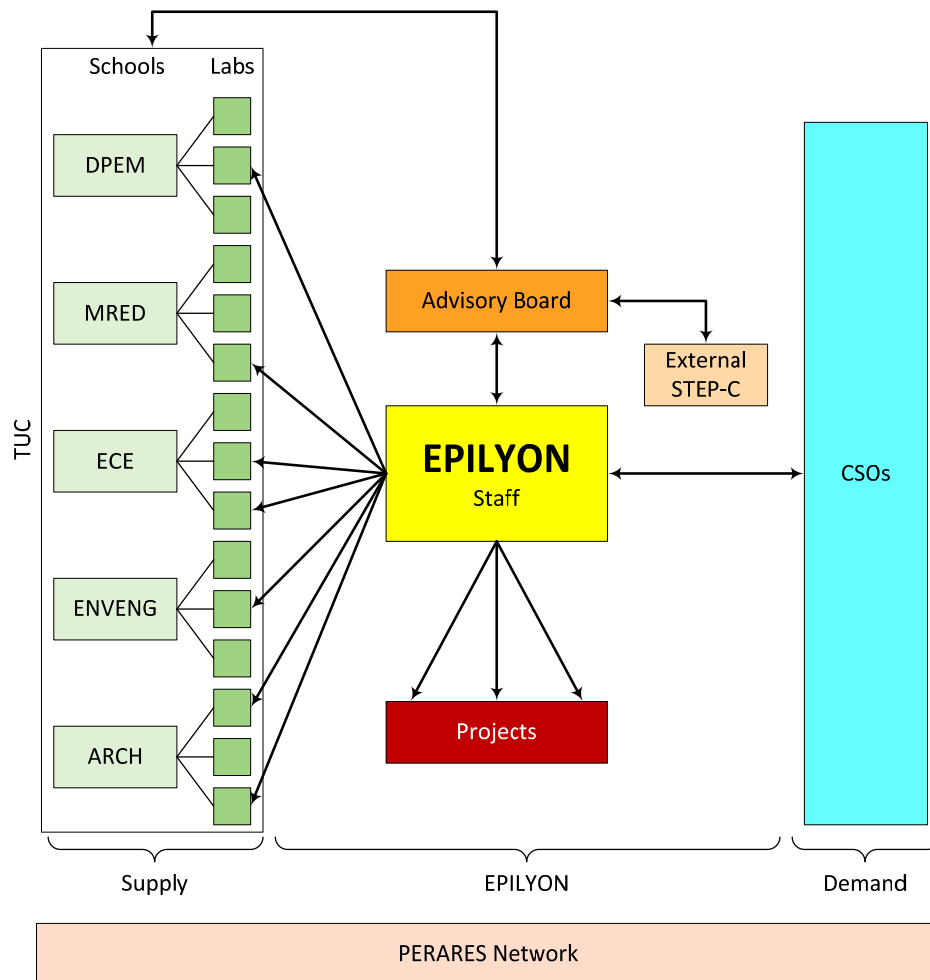 Schools
Labs
DPEM
MRED
Advisory Board
External
STEP-C
TUC
ECE
EPILYON
Staff
CSOs
ENVENG
ARCH
Projects
Supply
EPILYON
Demand
PERARES Network